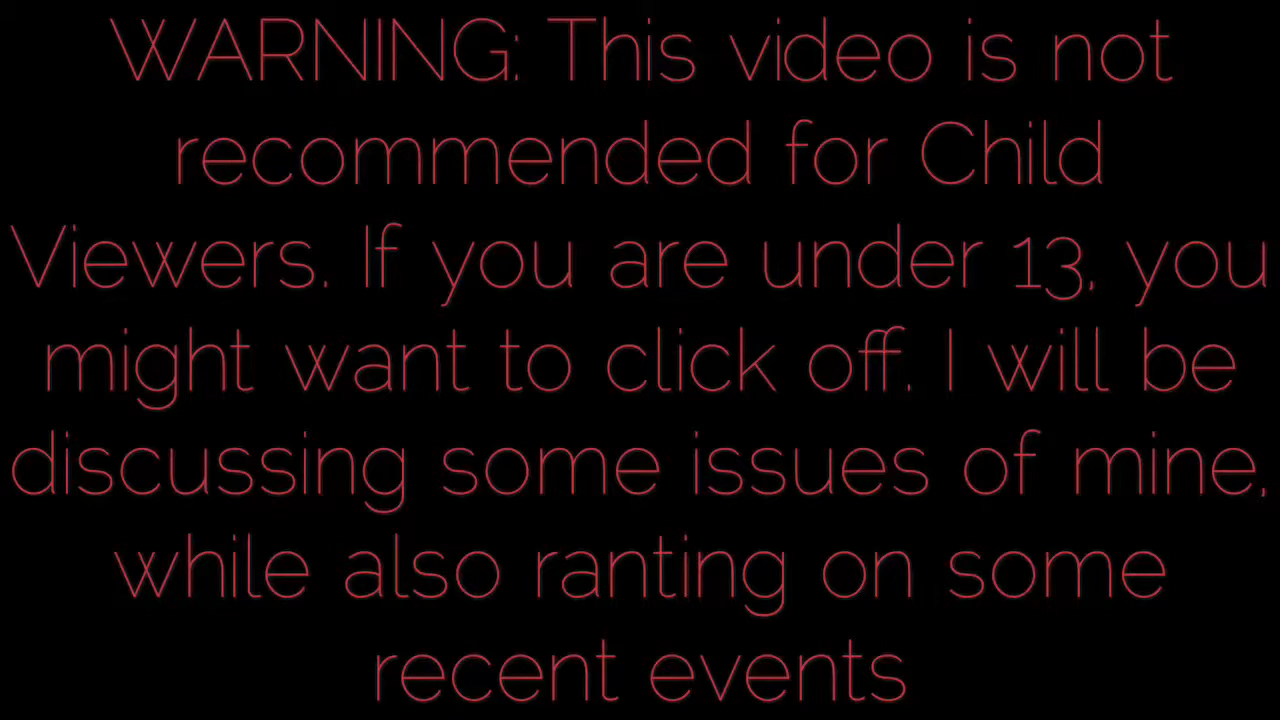 WARNING: This video is not
recommended for Child
Viewers. If you are under 13, you
might want to click off. I will be
discussing some issues of mine,
while also ranting on some
recent events